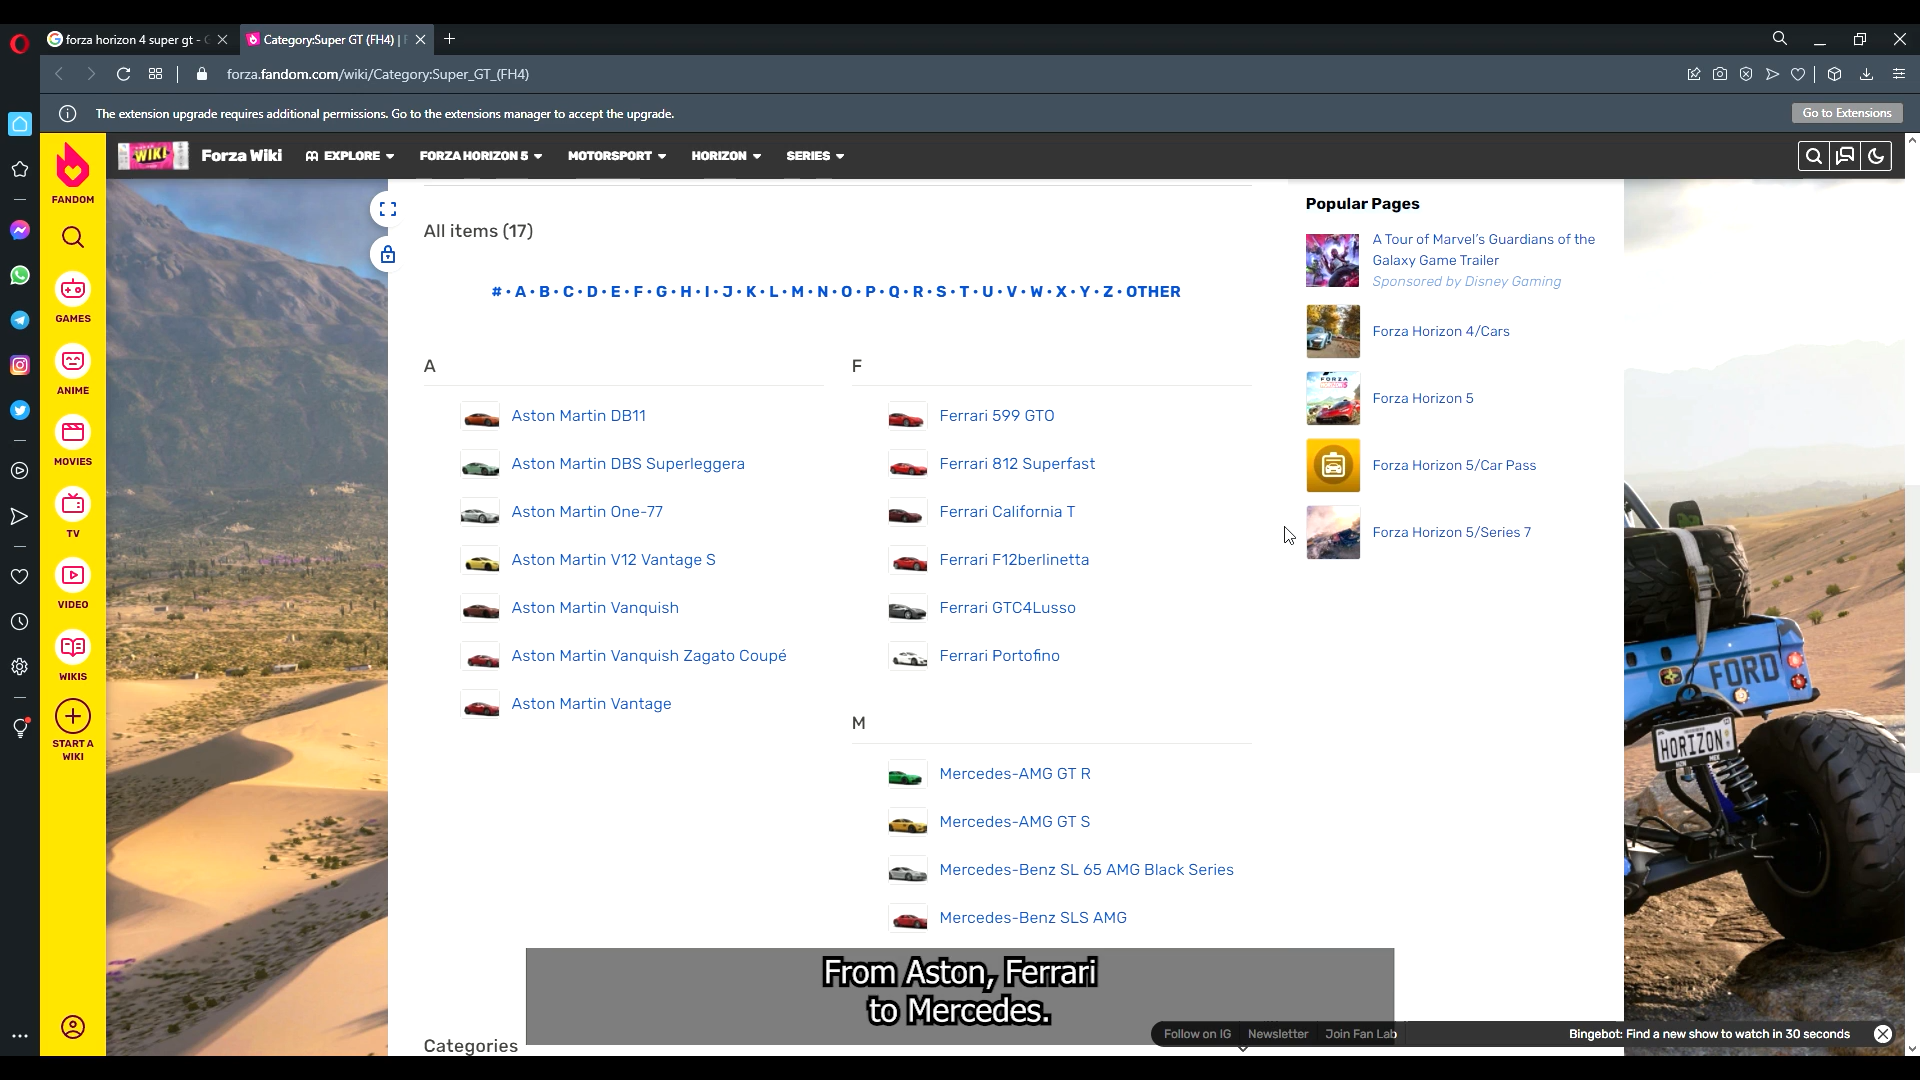 forza horizon 4 super gt -
Category:Super GT (FH4) |
forza.fandom.com/wiki/Category:Super_GT_(FH4)
The extension upgrade requires additional permissions. Go to the extensions manager to accept the upgrade.
Go to Extensions
WIKI
Forza Wiki
EXPLORE
FORZA HORIZON 5
MOTORSPORT
HORIZON
SERIES
FANDOM
GAMES
ANIME
MOVIES
TV
VIDEO
WIKIS
START A
WIKI
All items (17)
# • A • B • C • D • E • F • G • H • I • J • K • L • M • N • O • P • Q • R • S • T • U • V • W • X • Y • Z • OTHER
A
Aston Martin DB11
Aston Martin DBS Superleggera
Aston Martin One-77
Aston Martin V12 Vantage S
Aston Martin Vanquish
Aston Martin Vanquish Zagato Coupé
Aston Martin Vantage
F
Ferrari 599 GTO
Ferrari 812 Superfast
Ferrari California T
Ferrari F12berlinetta
Ferrari GTC4Lusso
Ferrari Portofino
M
Mercedes-AMG GT R
Mercedes-AMG GT S
Mercedes-Benz SL 65 AMG Black Series
Mercedes-Benz SLS AMG
Popular Pages
A Tour of Marvel's Guardians of the
Galaxy Game Trailer
Sponsored by Disney Gaming
Forza Horizon 4/Cars
Forza Horizon 5
Forza Horizon 5/Car Pass
Forza Horizon 5/Series 7
FORD
HORIZON
From Aston, Ferrari
to Mercedes.
Categories
Follow on IG
Newsletter
Join Fan Lab
Bingebot: Find a new show to watch in 30 seconds